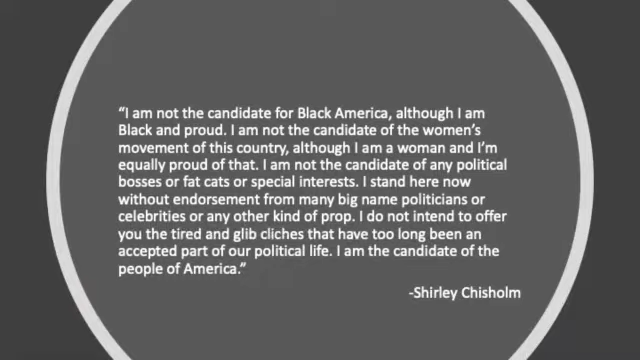 “I am not the candidate for Black America, although I am
Black and proud. I am not the candidate of the women’s
movement of this country, although I am a woman and I’m
equally proud of that. I am not the candidate of any political
bosses or fat cats or special interests. I stand here now
without endorsement from many big name politicians or
celebrities or any other kind of prop. I do not intend to offer
you the tired and glib cliches that have too long been an
accepted part of our political life. I am the candidate of the
people of America.”
-Shirley Chisholm